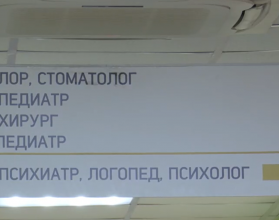 ЛОР, СТОМАТОЛОГ
ПЕДИАТР
ХИРУРГ
ПЕДИАТР
ПСИХИАТР, ЛОГОПЕД, ПСИХОЛОГ